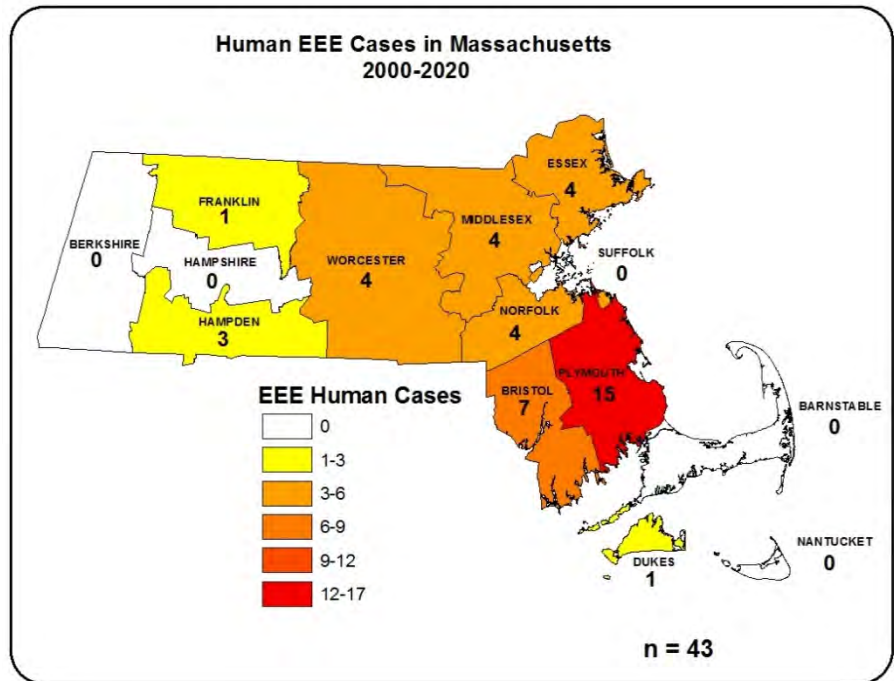 Human EEE Cases in Massachusetts
2000-2020
ESSEX
4
FRANKLIN
1
MIDDLESEX
4
BERKSHIRE
0
HAMPSHIRE
0
WORCESTER
4
SUFFOLK
0
NORFOLK
4
HAMPDEN
3
PLYMOUTH
15
BRISTOL
7
BARNSTABLE
0
NANTUCKET
0
DUKES
1
EEE Human Cases
0
1-3
3-6
6-9
9-12
12-17
n = 43